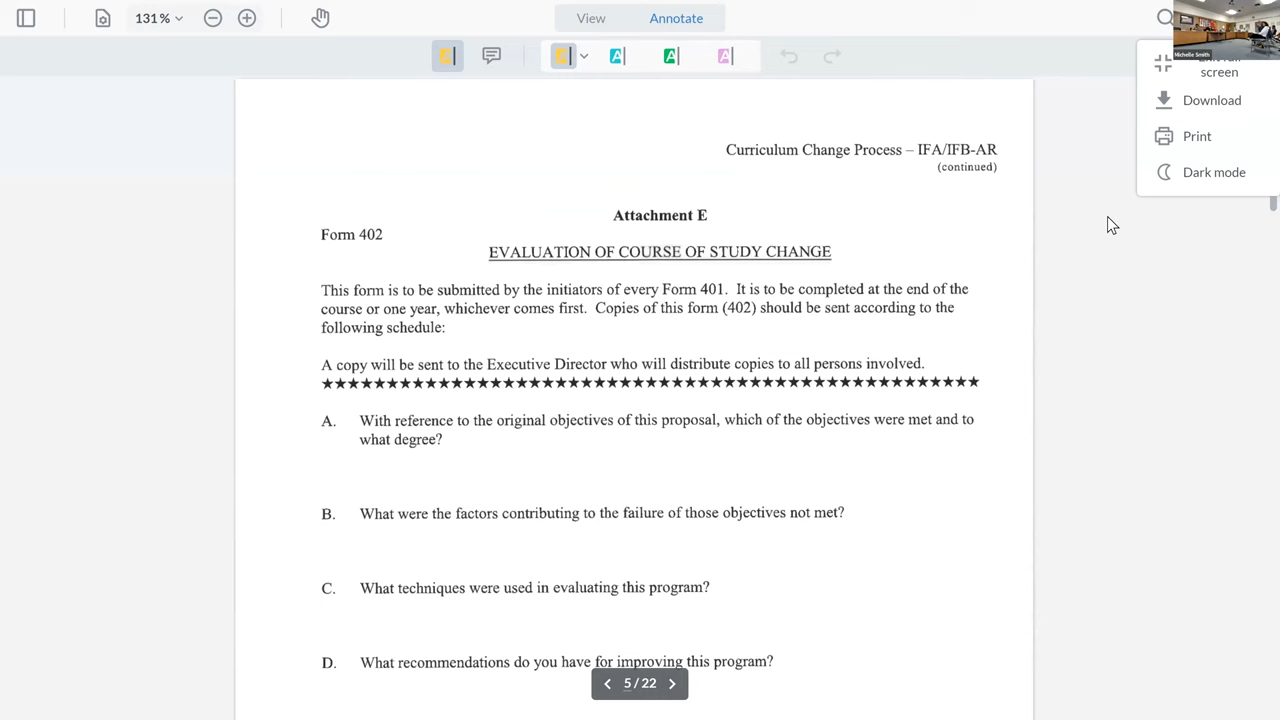 131%
View
Annotate
Michelle Smith
screen
Download
Print
Dark mode
Curriculum Change Process – IFA/IFB-AR
(continued)
Attachment E
Form 402
EVALUATION OF COURSE OF STUDY CHANGE
This form is to be submitted by the initiators of every Form 401. It is to be completed at the end of the
course or one year, whichever comes first. Copies of this form (402) should be sent according to the
following schedule:
A copy will be sent to the Executive Director who will distribute copies to all persons involved.
★★★★★★★★★★★★★★★★★★★★★★★★★★★★★★★★★★★★★★★★★★★★★★★★★★★
A. With reference to the original objectives of this proposal, which of the objectives were met and to
what degree?
B. What were the factors contributing to the failure of those objectives not met?
C. What techniques were used in evaluating this program?
D. What recommendations do you have for improving this program?
5 / 22